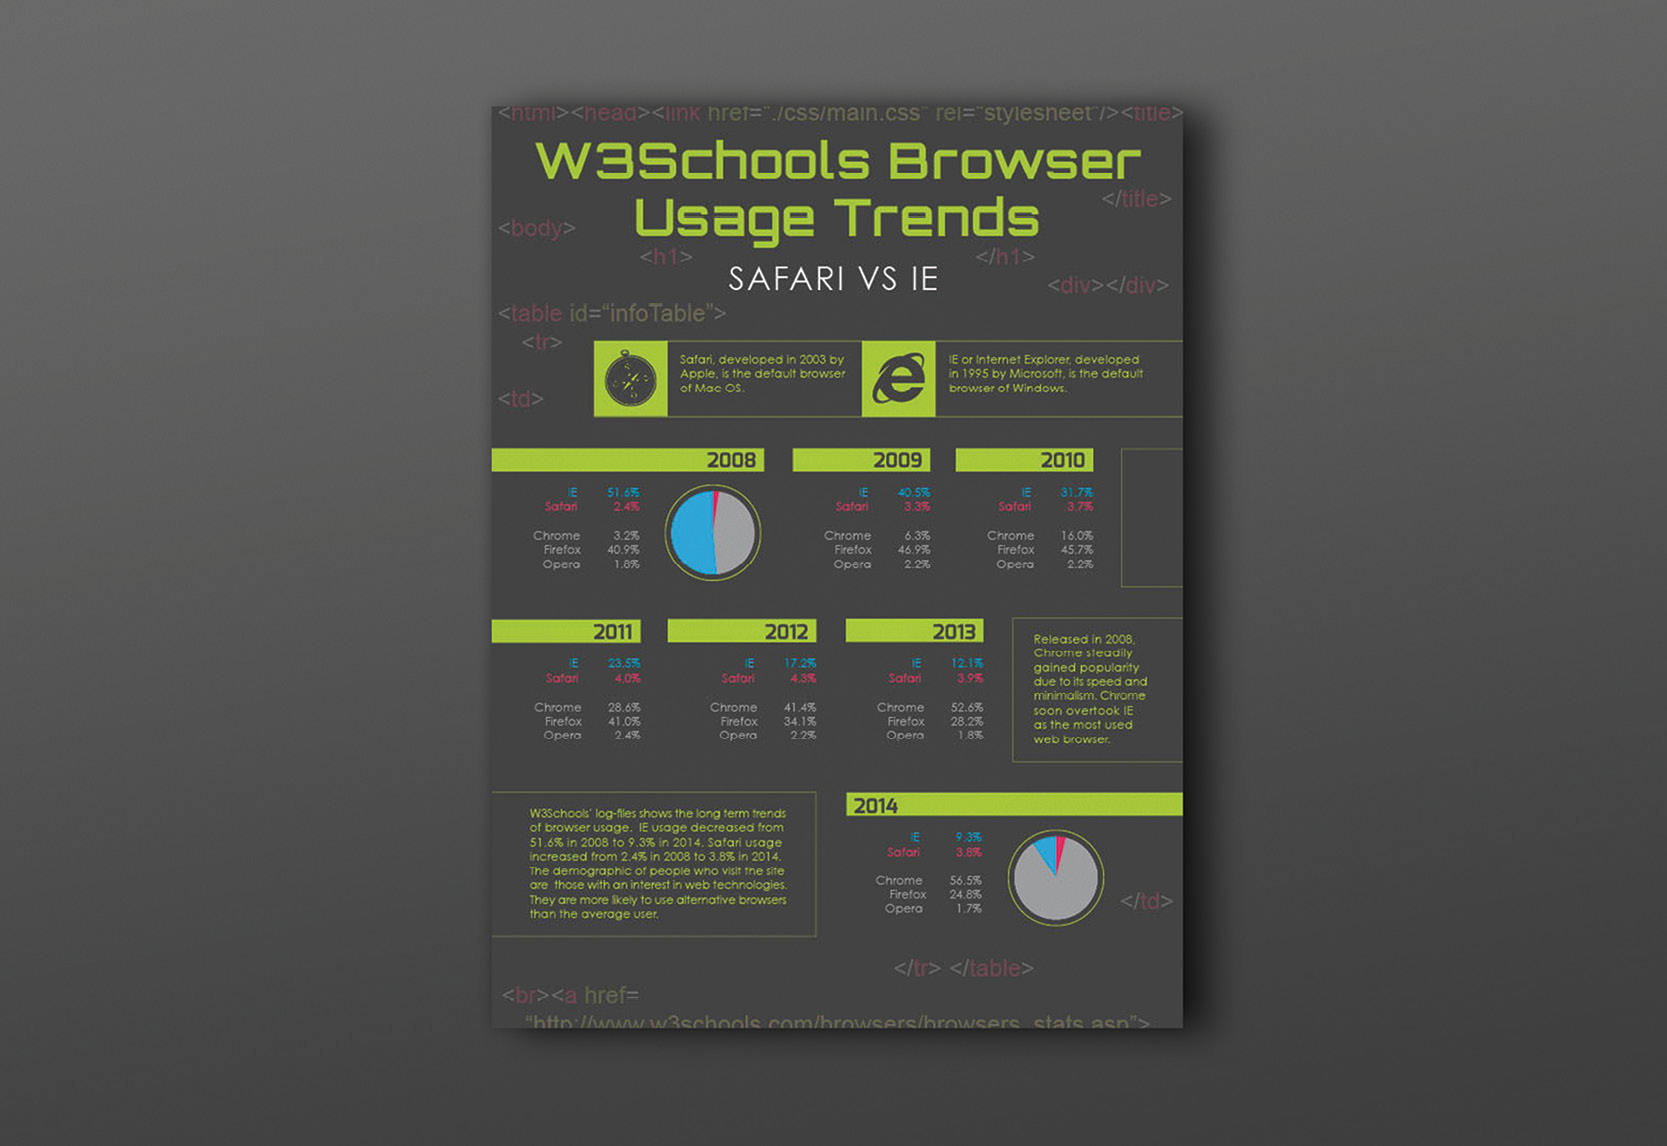 <html><head><link href="./css/main.css" rel="stylesheet"/><title>
W3Schools Browser
</title>
Usage Trends
<body>
<h1> </h1>
SAFARI VS IE
<div></div>
<table id=“infoTable”>
<tr>
Safari, developed in 2003 by
Apple, is the default browser
of Mac OS.
IE or Internet Explorer, developed
in 1995 by Microsoft, is the default
browser of Windows.
<td>
2008
IE 51.6%
Safari 2.4%
Chrome 3.2%
Firefox 40.9%
Opera 1.8%
2009
IE 40.5%
Safari 3.3%
Chrome 6.3%
Firefox 46.9%
Opera 2.2%
2010
IE 31.7%
Safari 3.7%
Chrome 16.0%
Firefox 45.7%
Opera 2.2%
2011
IE 23.5%
Safari 4.0%
Chrome 28.6%
Firefox 41.0%
Opera 2.4%
2012
IE 17.2%
Safari 4.3%
Chrome 41.4%
Firefox 34.1%
Opera 2.2%
2013
IE 12.1%
Safari 3.9%
Chrome 52.6%
Firefox 28.2%
Opera 1.8%
Released in 2008,
Chrome steadily
gained popularity
due to its speed and
minimalism. Chrome
soon overtook IE
as the most used
web browser.
W3Schools’ log-files shows the long term trends
of browser usage. IE usage decreased from
51.6% in 2008 to 9.3% in 2014. Safari usage
increased from 2.4% in 2008 to 3.8% in 2014.
The demographic of people who visit the site
are those with an interest in web technologies.
They are more likely to use alternative browsers
than the average user.
2014
IE 9.3%
Safari 3.8%
Chrome 56.5%
Firefox 24.8%
Opera 1.7%
</td>
</tr> </table>
<br><a href=
“http://www.w3schools.com/browsers/browsers_stats.asp”>